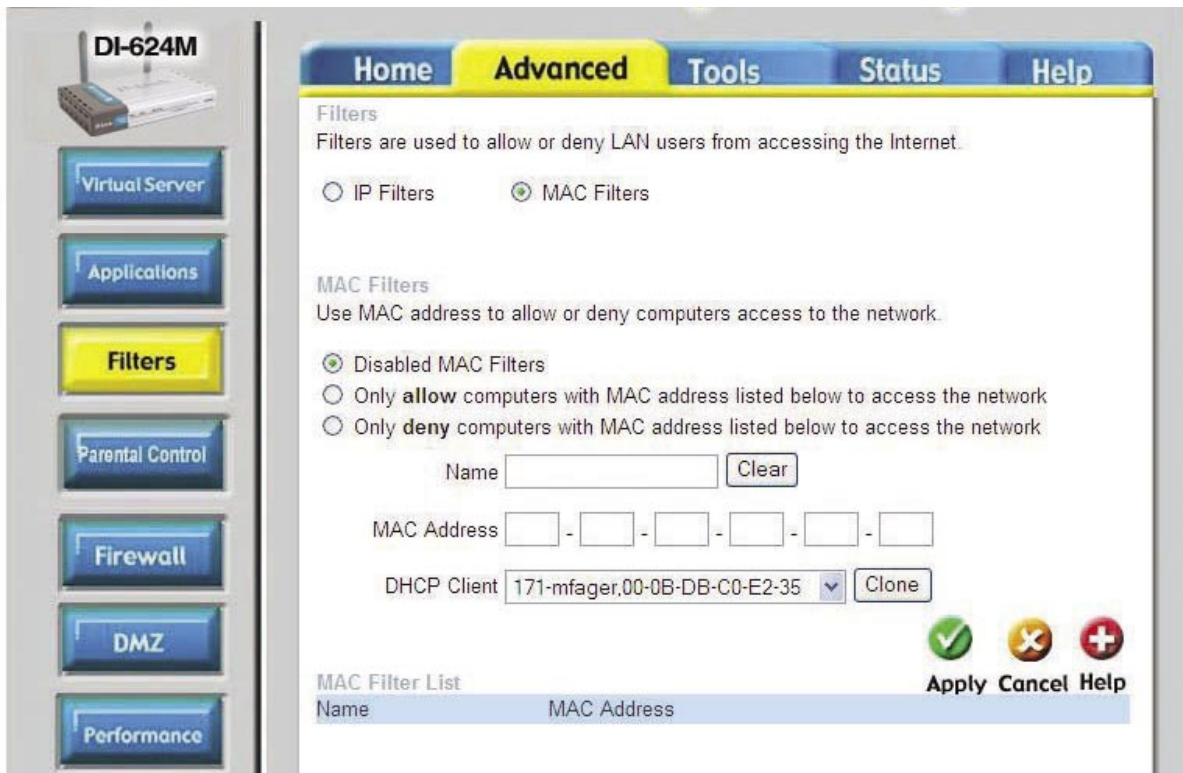 DI-624M
Home Advanced Tools Status Help
Filters
Filters are used to allow or deny LAN users from accessing the Internet.
IP Filters MAC Filters
MAC Filters
Use MAC address to allow or deny computers access to the network.
Disabled MAC Filters
Only allow computers with MAC address listed below to access the network
Only deny computers with MAC address listed below to access the network
Name Clear
MAC Address - - - - -
DHCP Client 171-mfager,00-0B-DB-C0-E2-35 Clone
Apply Cancel Help
MAC Filter List
Name MAC Address
Virtual Server
Applications
Filters
Parental Control
Firewall
DMZ
Performance